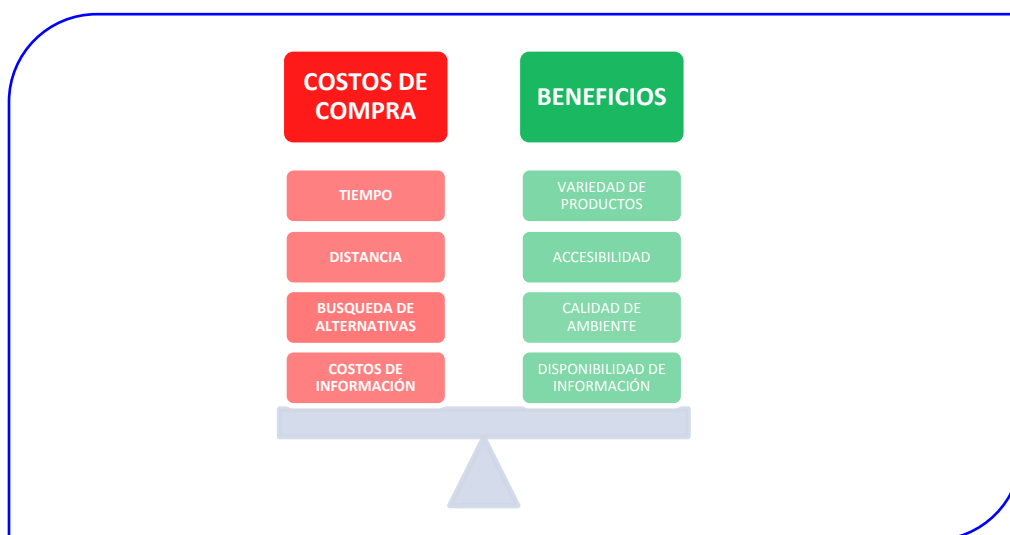 COSTOS DE
COMPRA
TIEMPO
DISTANCIA
BUSQUEDA DE
ALTERNATIVAS
COSTOS DE
INFORMACIÓN
BENEFICIOS
VARIEDAD DE
PRODUCTOS
ACCESIBILIDAD
CALIDAD DE
AMBIENTE
DISPONIBILIDAD DE
INFORMACIÓN